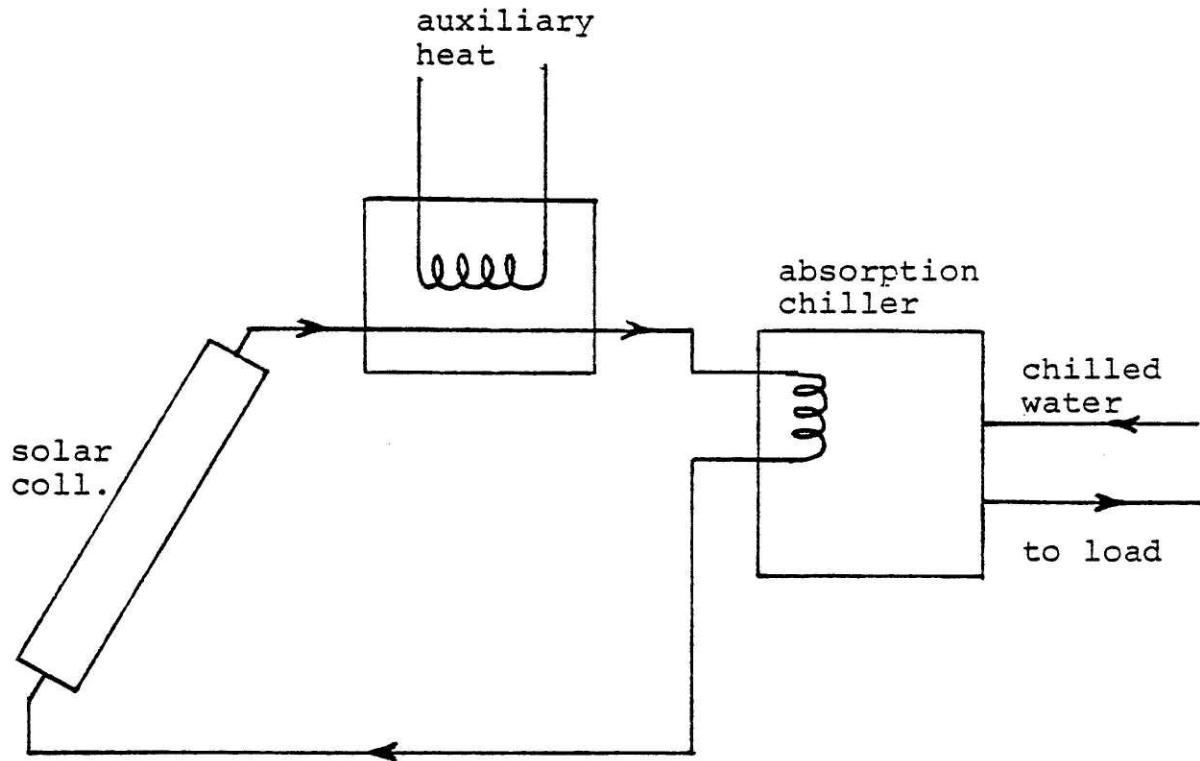 auxiliary
heat
absorption
chiller
chilled
water
solar
coll.
to load